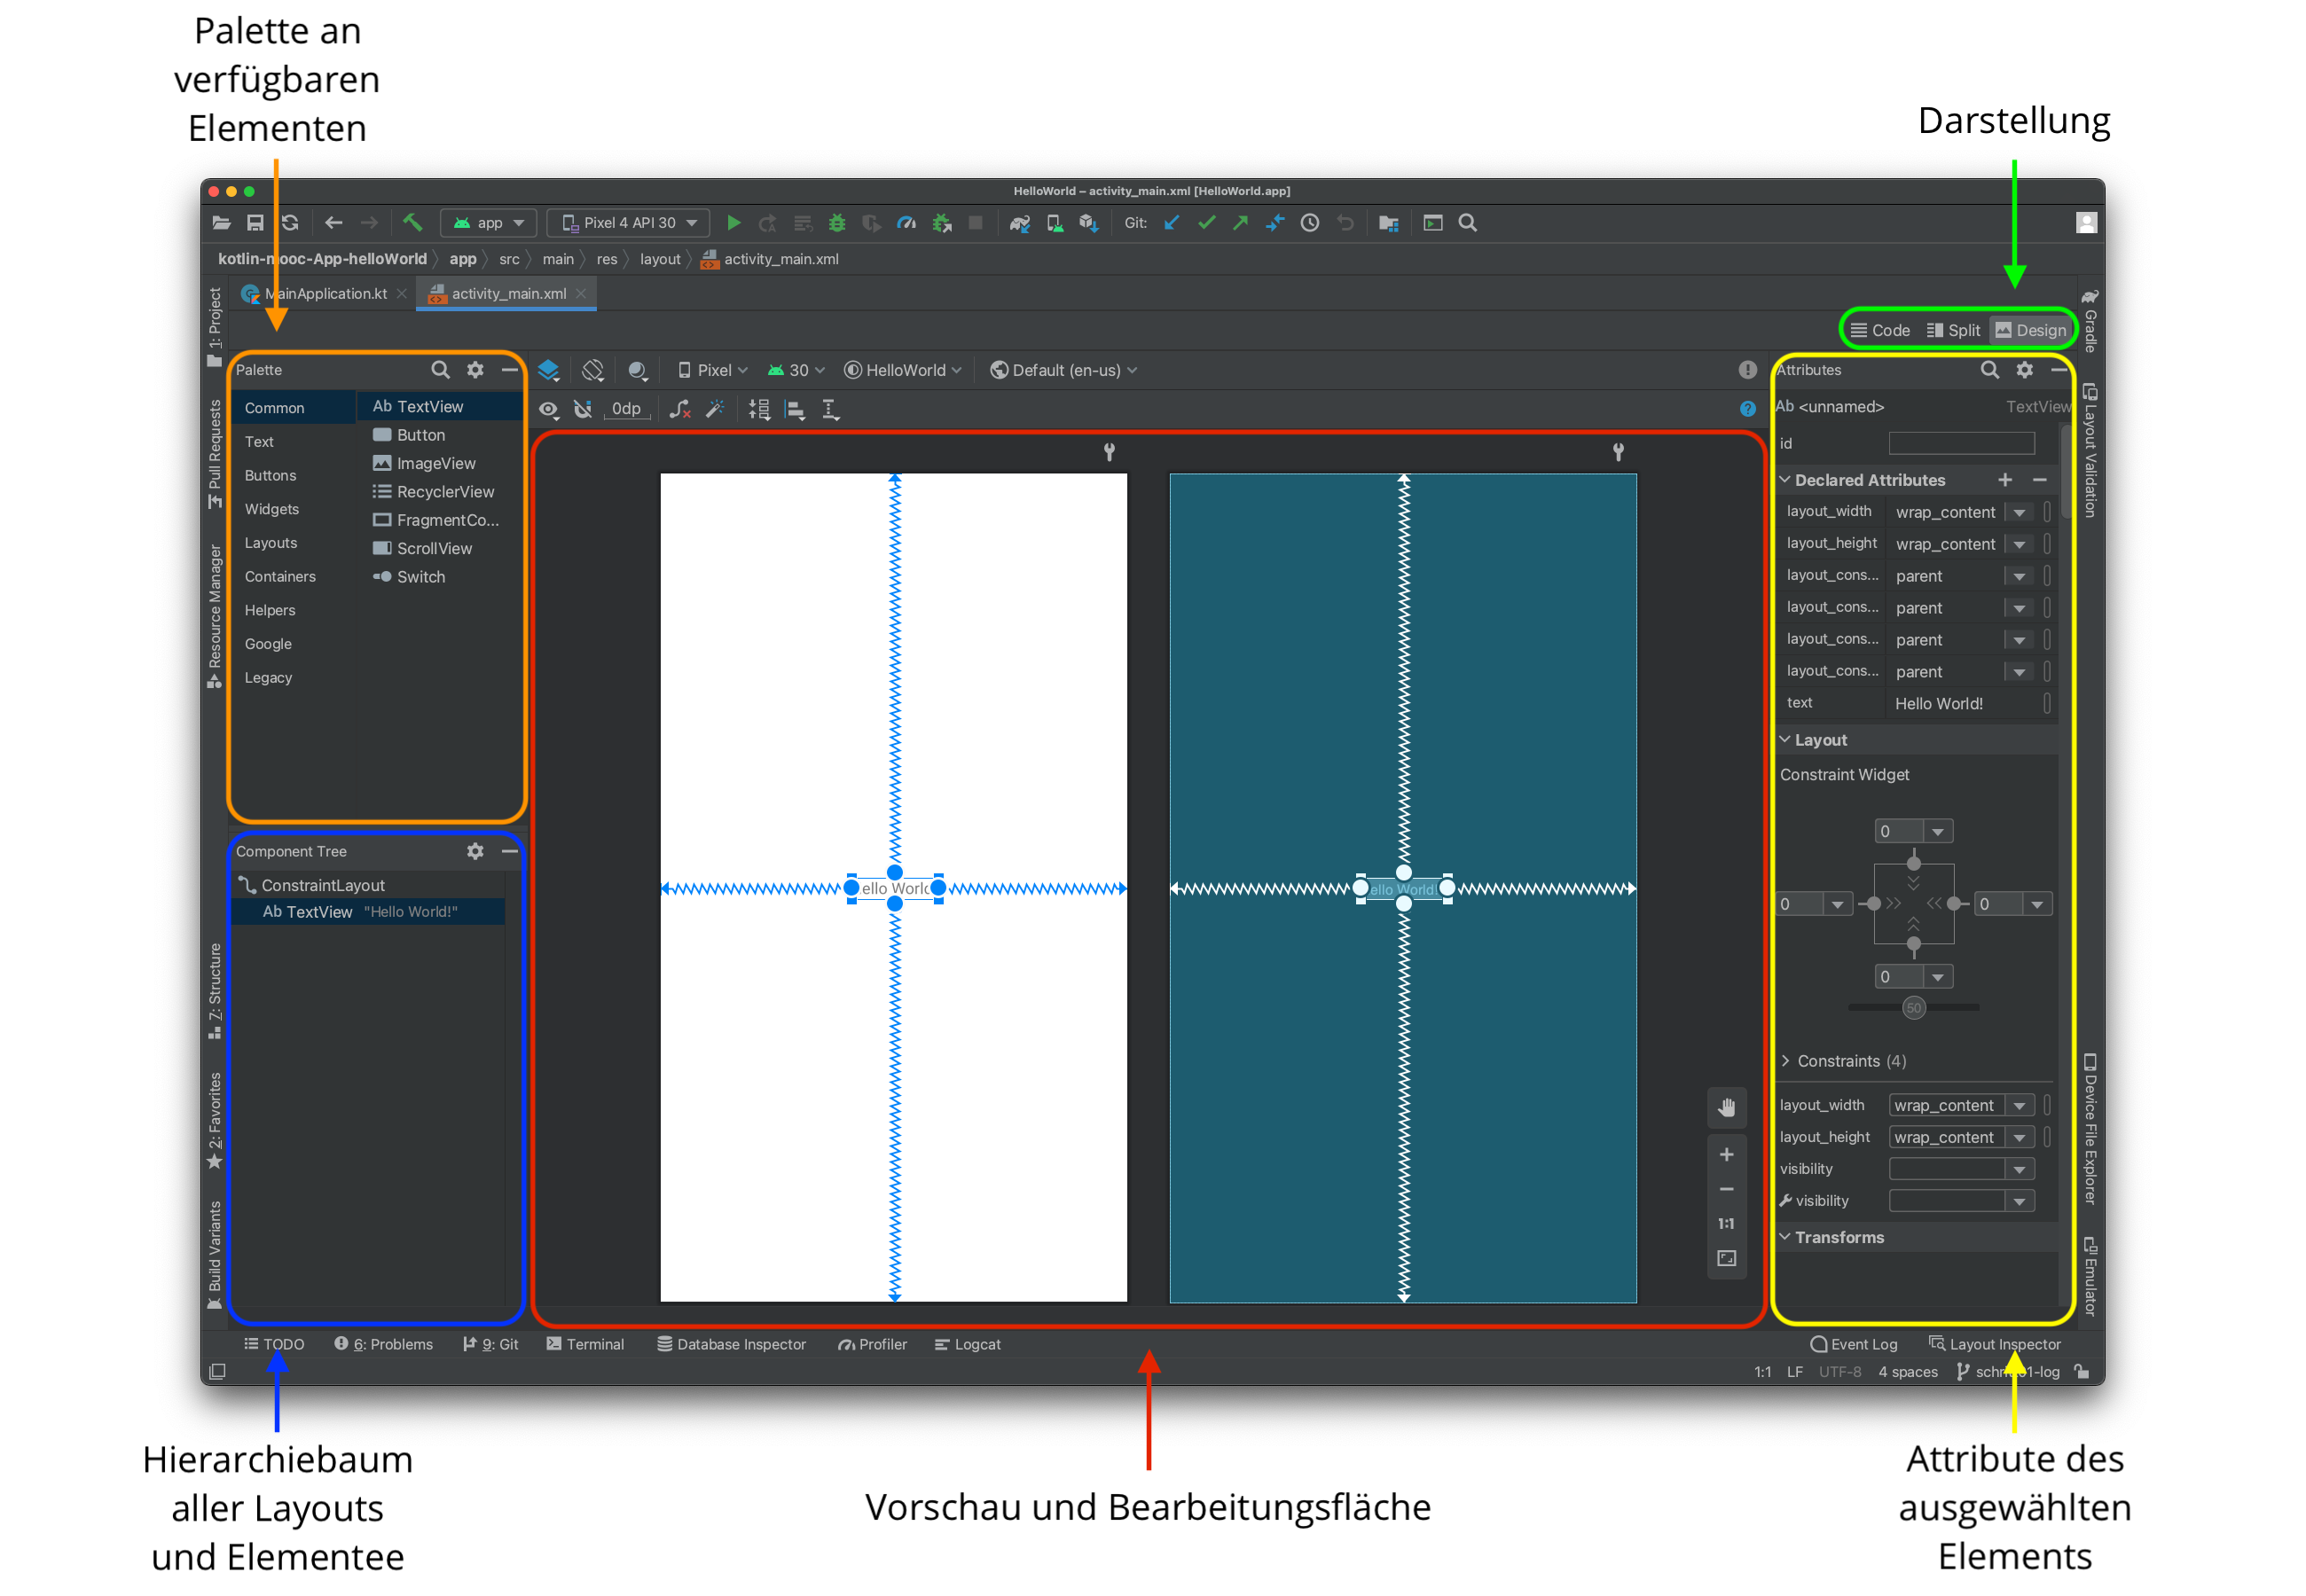 Palette an
verfügbaren
Elementen
Darstellung
HelloWorld – activity_main.xml [HelloWorld.app]
app
Pixel 4 API 30
Git:
kotlin-mooc-App-helloWorld app src main res layout activity_main.xml
MainApplication.kt
activity_main.xml
Code Split Design
1: Project
Pull Requests
Resource Manager
7: Structure
2: Favorites
Build Variants
Palette
Common
Text
Buttons
Widgets
Layouts
Containers
Helpers
Google
Legacy
Ab TextView
Button
ImageView
RecyclerView
FragmentCo...
ScrollView
Switch
Component Tree
ConstraintLayout
Ab TextView "Hello World!"
Pixel 30 HelloWorld Default (en-us)
0dp
ello World
ello World!
1:1
Attributes
Ab <unnamed> TextView
id
Declared Attributes
layout_width wrap_content
layout_height wrap_content
layout_cons... parent
layout_cons... parent
layout_cons... parent
layout_cons... parent
text Hello World!
Layout
Constraint Widget
0
0 0
0
50
Constraints (4)
layout_width wrap_content
layout_height wrap_content
visibility
visibility
Transforms
Gradle
Layout Validation
Device File Explorer
Emulator
TODO 6: Problems 9: Git Terminal Database Inspector Profiler Logcat
Event Log Layout Inspector
1:1 LF UTF-8 4 spaces
Hierarchiebaum
aller Layouts
und Elementee
Vorschau und Bearbeitungsfläche
Attribute des
ausgewählten
Elements